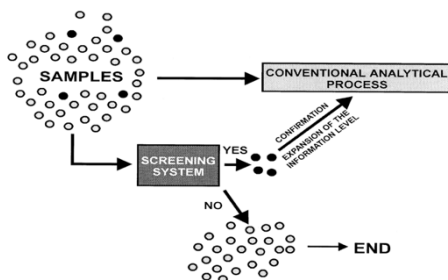 SAMPLES
CONVENTIONAL ANALYTICAL
PROCESS
CONFIRMATION
EXPANSION OF THE
INFORMATION LEVEL
SCREENING
SYSTEM
YES
NO
END